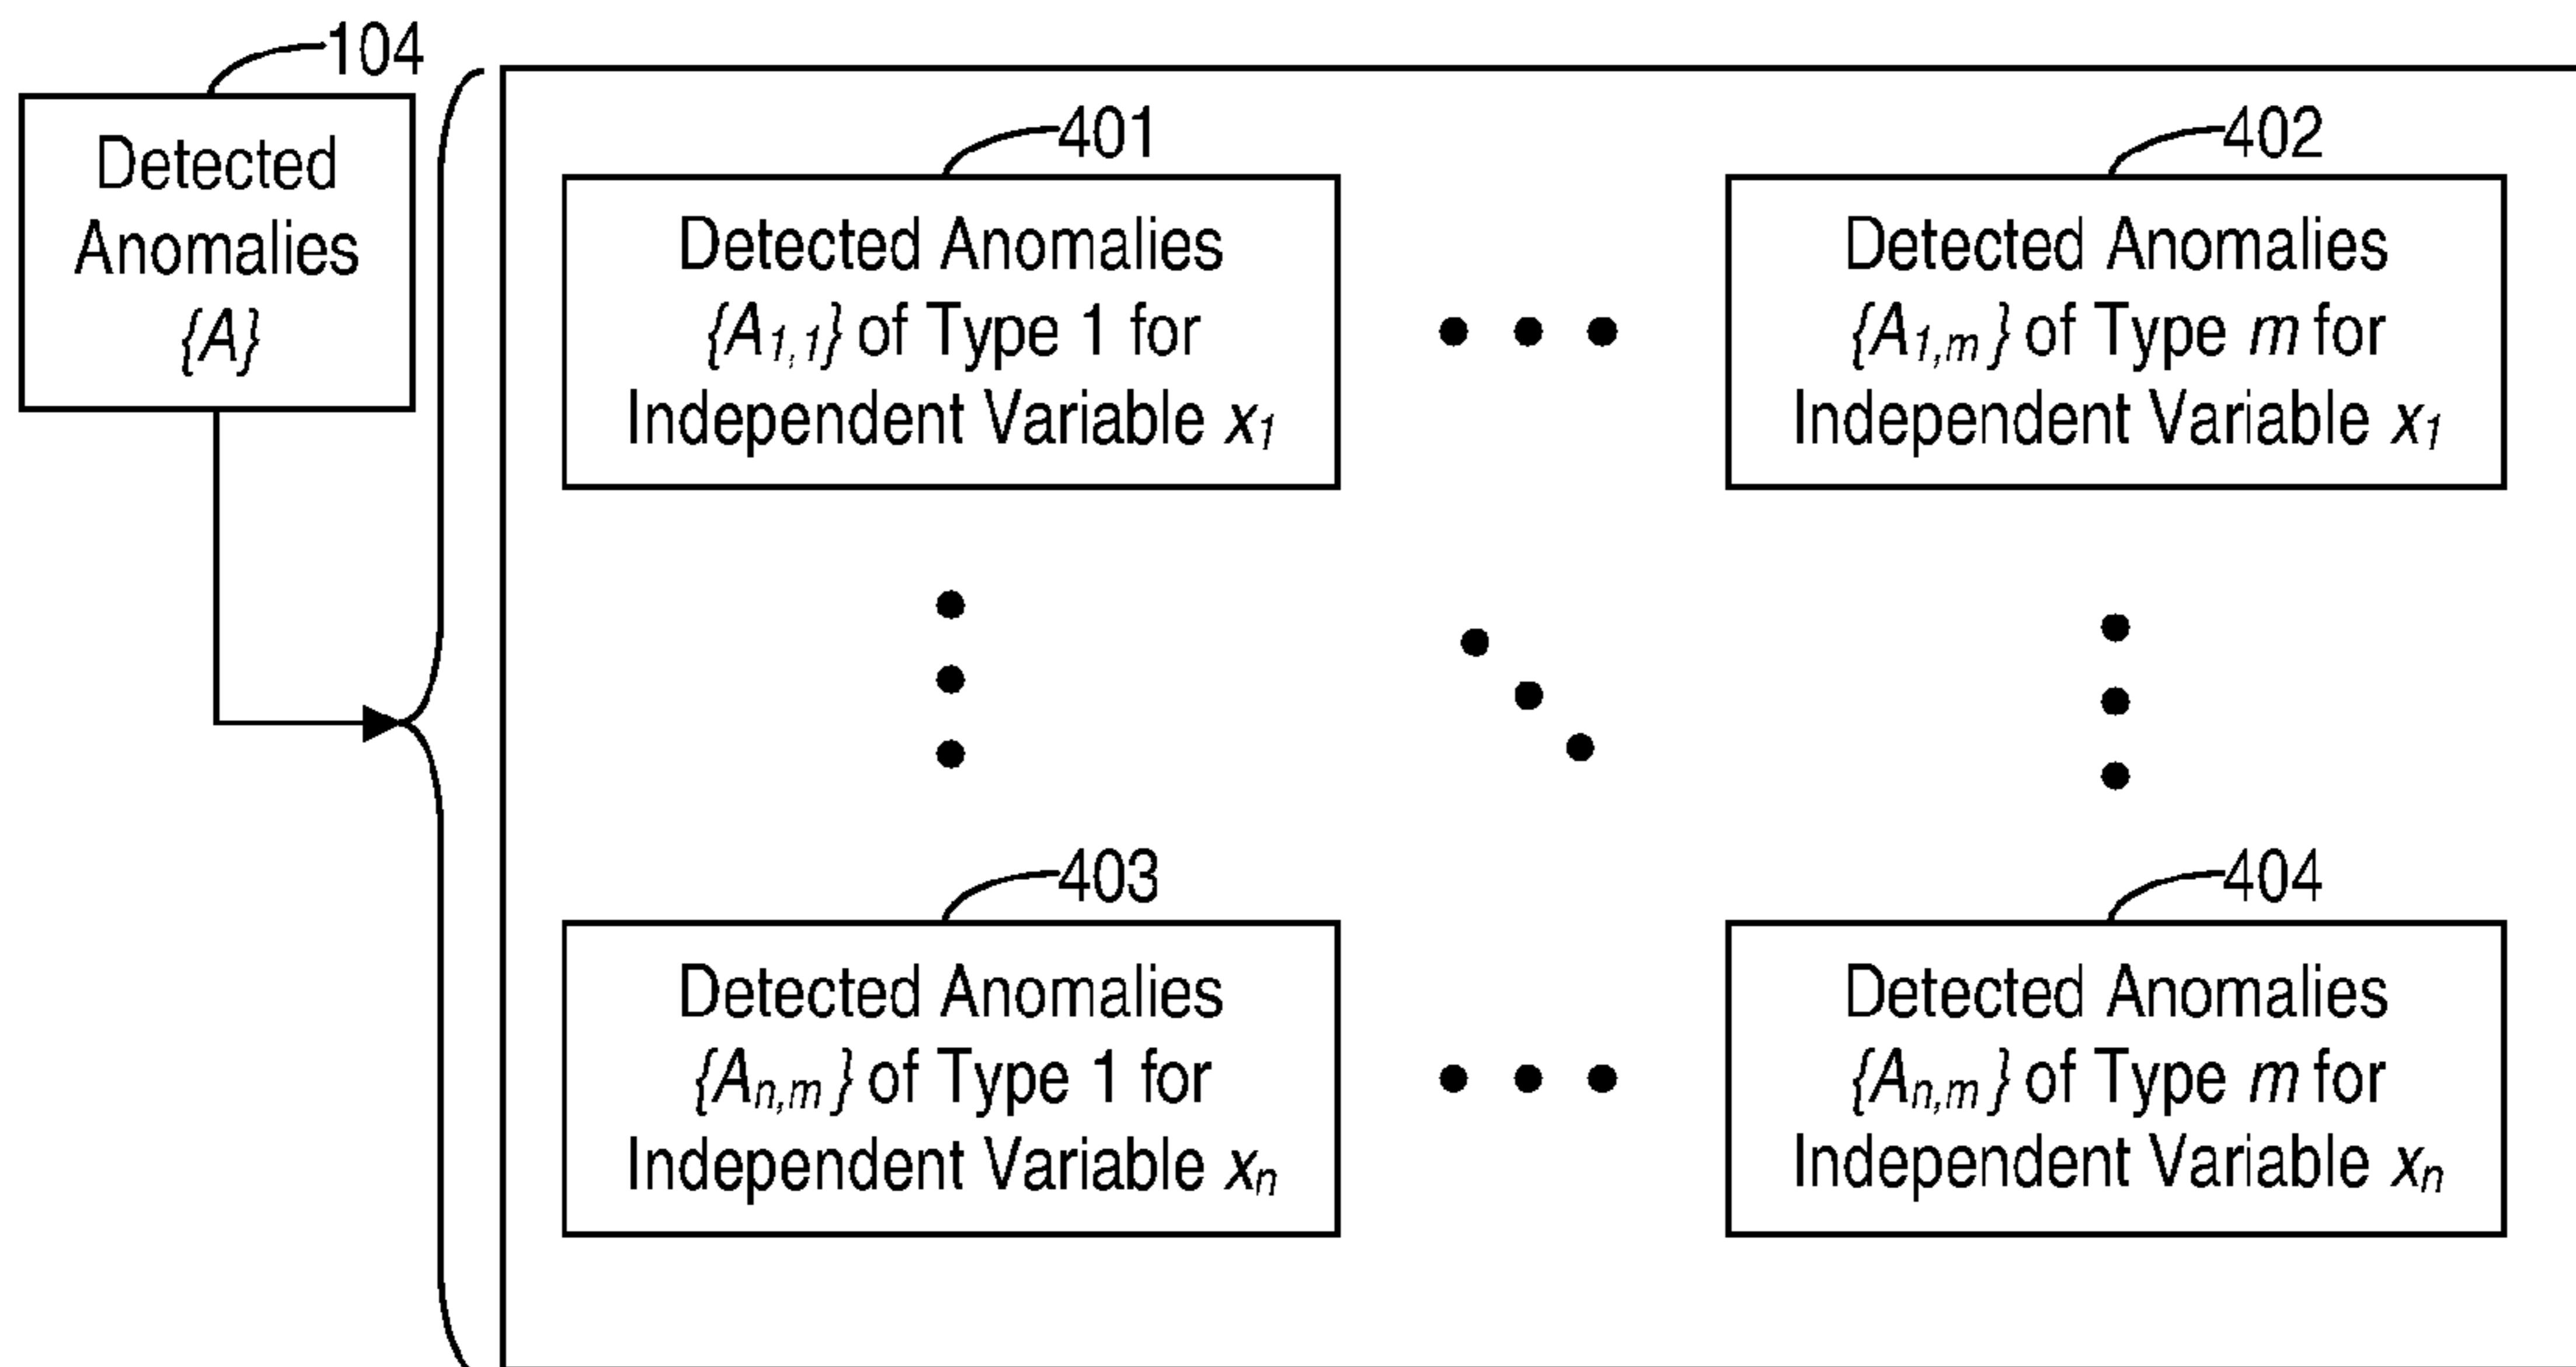 104
Detected
Anomalies
{A}
401
Detected Anomalies
{A1,1} of Type 1 for
Independent Variable x1
402
Detected Anomalies
{A1,m} of Type m for
Independent Variable x1
403
Detected Anomalies
{An,m} of Type 1 for
Independent Variable xn
404
Detected Anomalies
{An,m} of Type m for
Independent Variable xn